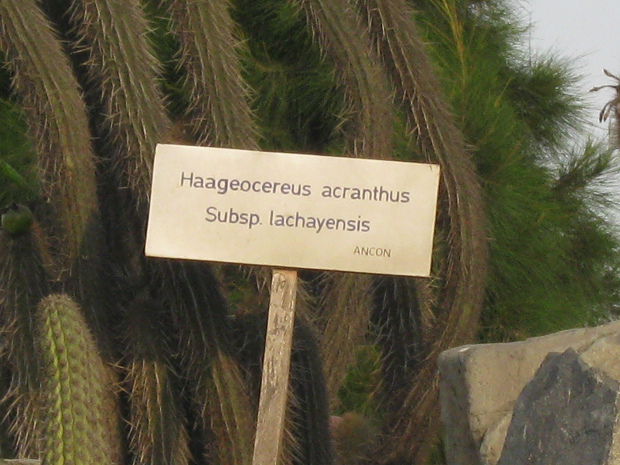 Haageocereus acranthus
Subsp. lachayensis
ANCON